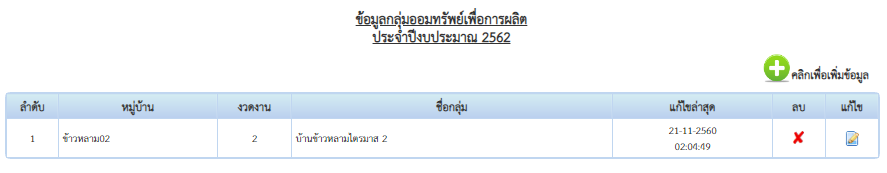 ข้อมูลกลุ่มออมทรัพย์เพื่อการผลิต
ประจำปีงบประมาณ 2562
คลิกเพื่อเพิ่มข้อมูล
ลำดับ หมู่บ้าน งวดงาน ชื่อกลุ่ม แก้ไขล่าสุด ลบ แก้ไข
1 ข้าวหลาม02 2 บ้านข้าวหลามไตรมาส 2 21-11-2560
02:04:49